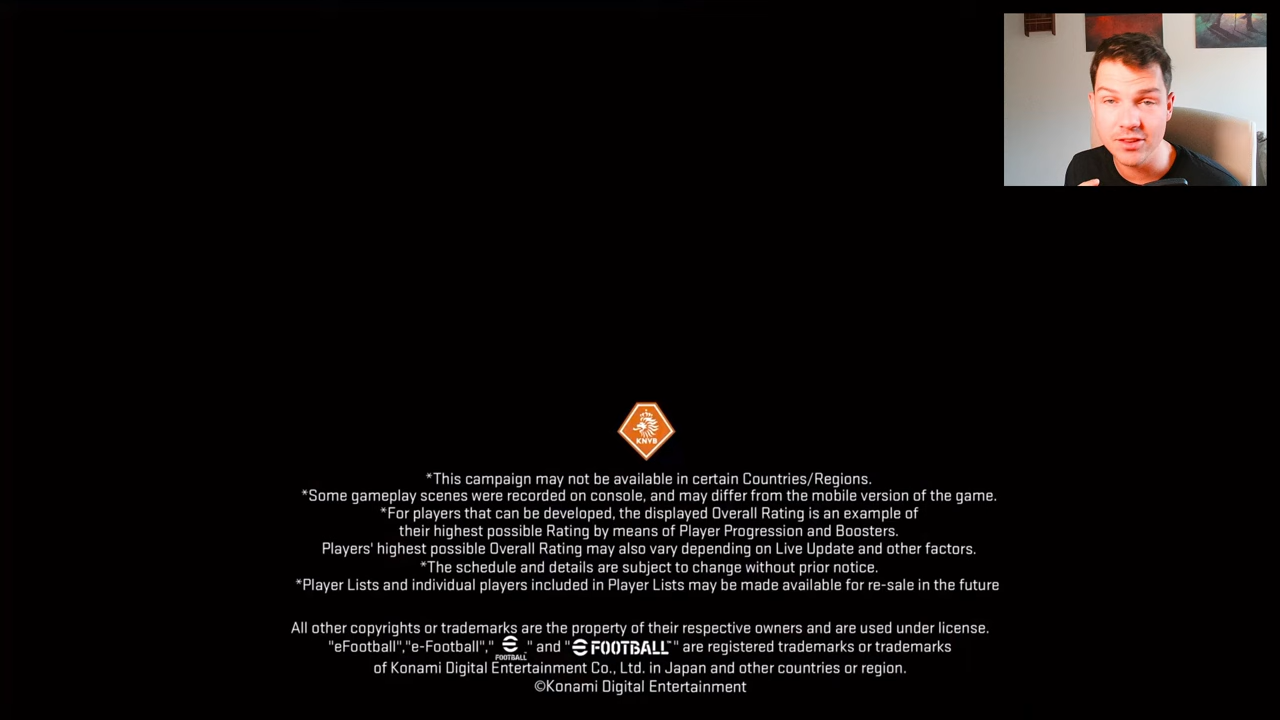 KNVB
*This campaign may not be available in certain Countries/Regions.
*Some gameplay scenes were recorded on console, and may differ from the mobile version of the game.
*For players that can be developed, the displayed Overall Rating is an example of
their highest possible Rating by means of Player Progression and Boosters.
Players' highest possible Overall Rating may also vary depending on Live Update and other factors.
*The schedule and details are subject to change without prior notice.
*Player Lists and individual players included in Player Lists may be made available for re-sale in the future
All other copyrights or trademarks are the property of their respective owners and are used under license.
"eFootball","e-Football"," eFOOTBALL " and "eFOOTBALL™" are registered trademarks or trademarks
of Konami Digital Entertainment Co., Ltd. in Japan and other countries or region.
©Konami Digital Entertainment